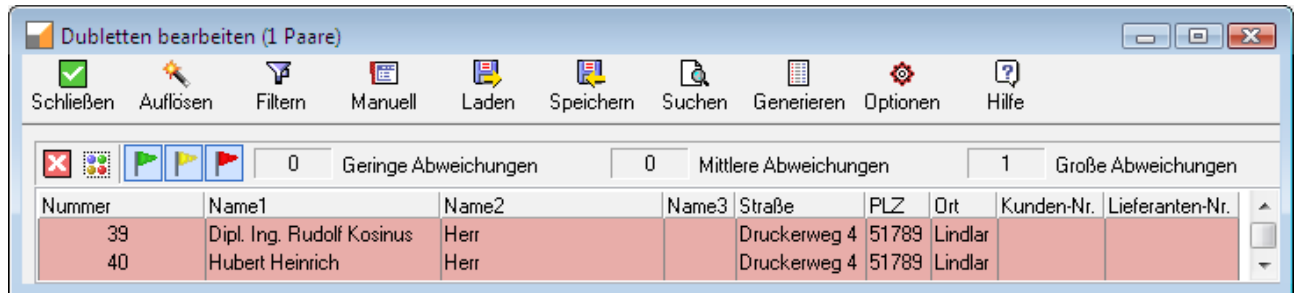 Dubletten bearbeiten (1 Paare)
Schließen Auflösen Filtern Manuell Laden Speichern Suchen Generieren Optionen Hilfe
0 Geringe Abweichungen 0 Mittlere Abweichungen 1 Große Abweichungen
Nummer Name1 Name2 Name3 Straße PLZ Ort Kunden-Nr. Lieferanten-Nr.
39 Dipl. Ing. Rudolf Kosinus Herr Druckerweg 4 51789 Lindlar
40 Hubert Heinrich Herr Druckerweg 4 51789 Lindlar